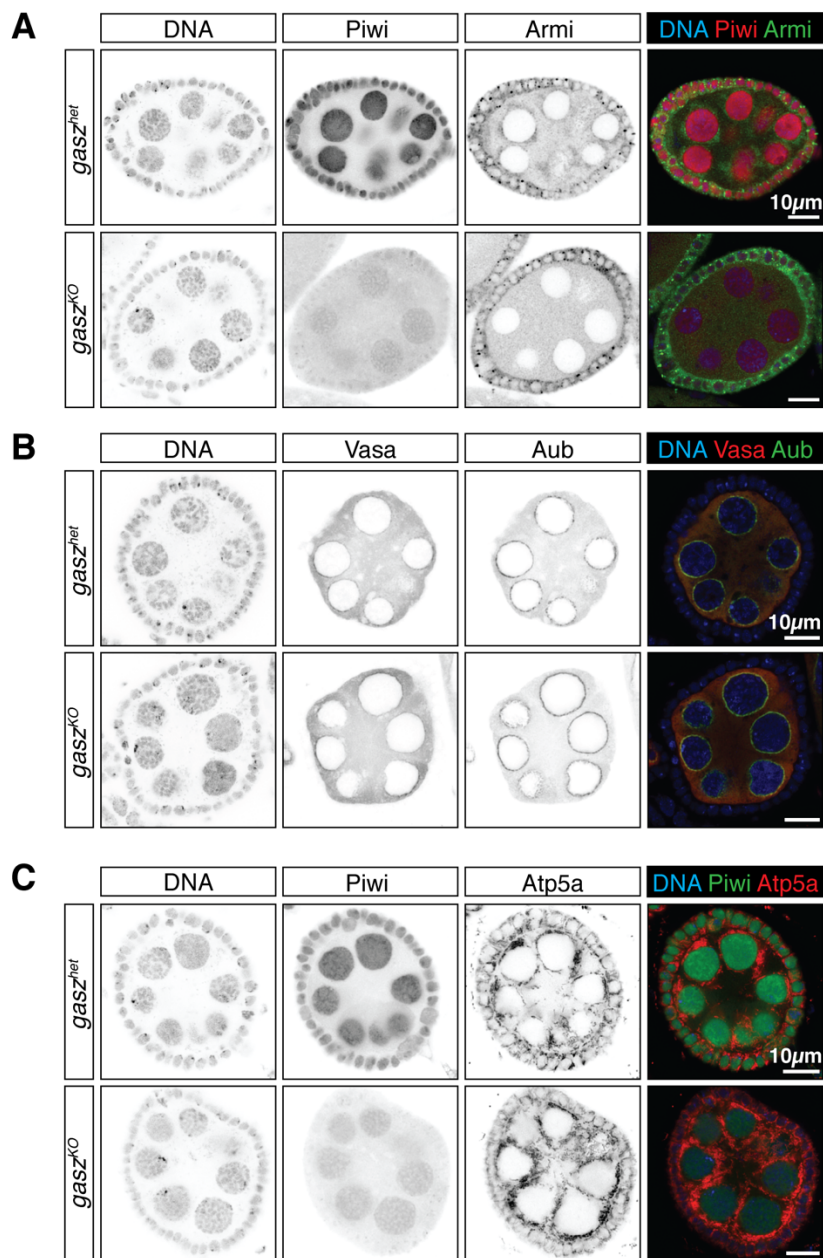 A
DNA Piwi Armi DNA Piwi Armi
gasz^het
10µm
gasz^KO
B
DNA Vasa Aub DNA Vasa Aub
gasz^het
10µm
gasz^KO
C
DNA Piwi Atp5a DNA Piwi Atp5a
gasz^het
10µm
gasz^KO